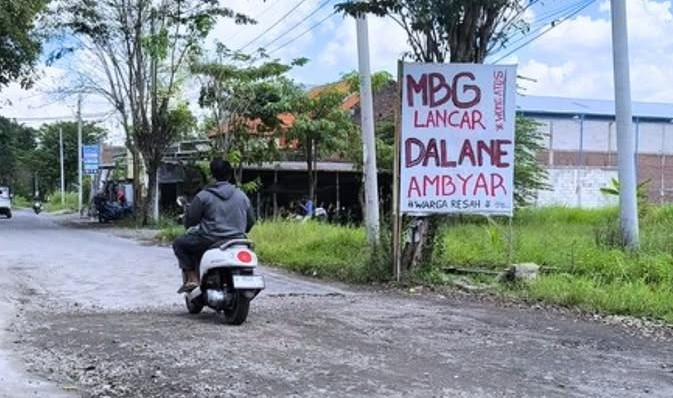 MBG
LANCAR
DALANE
AMBYAR
#WARGA RESAH #